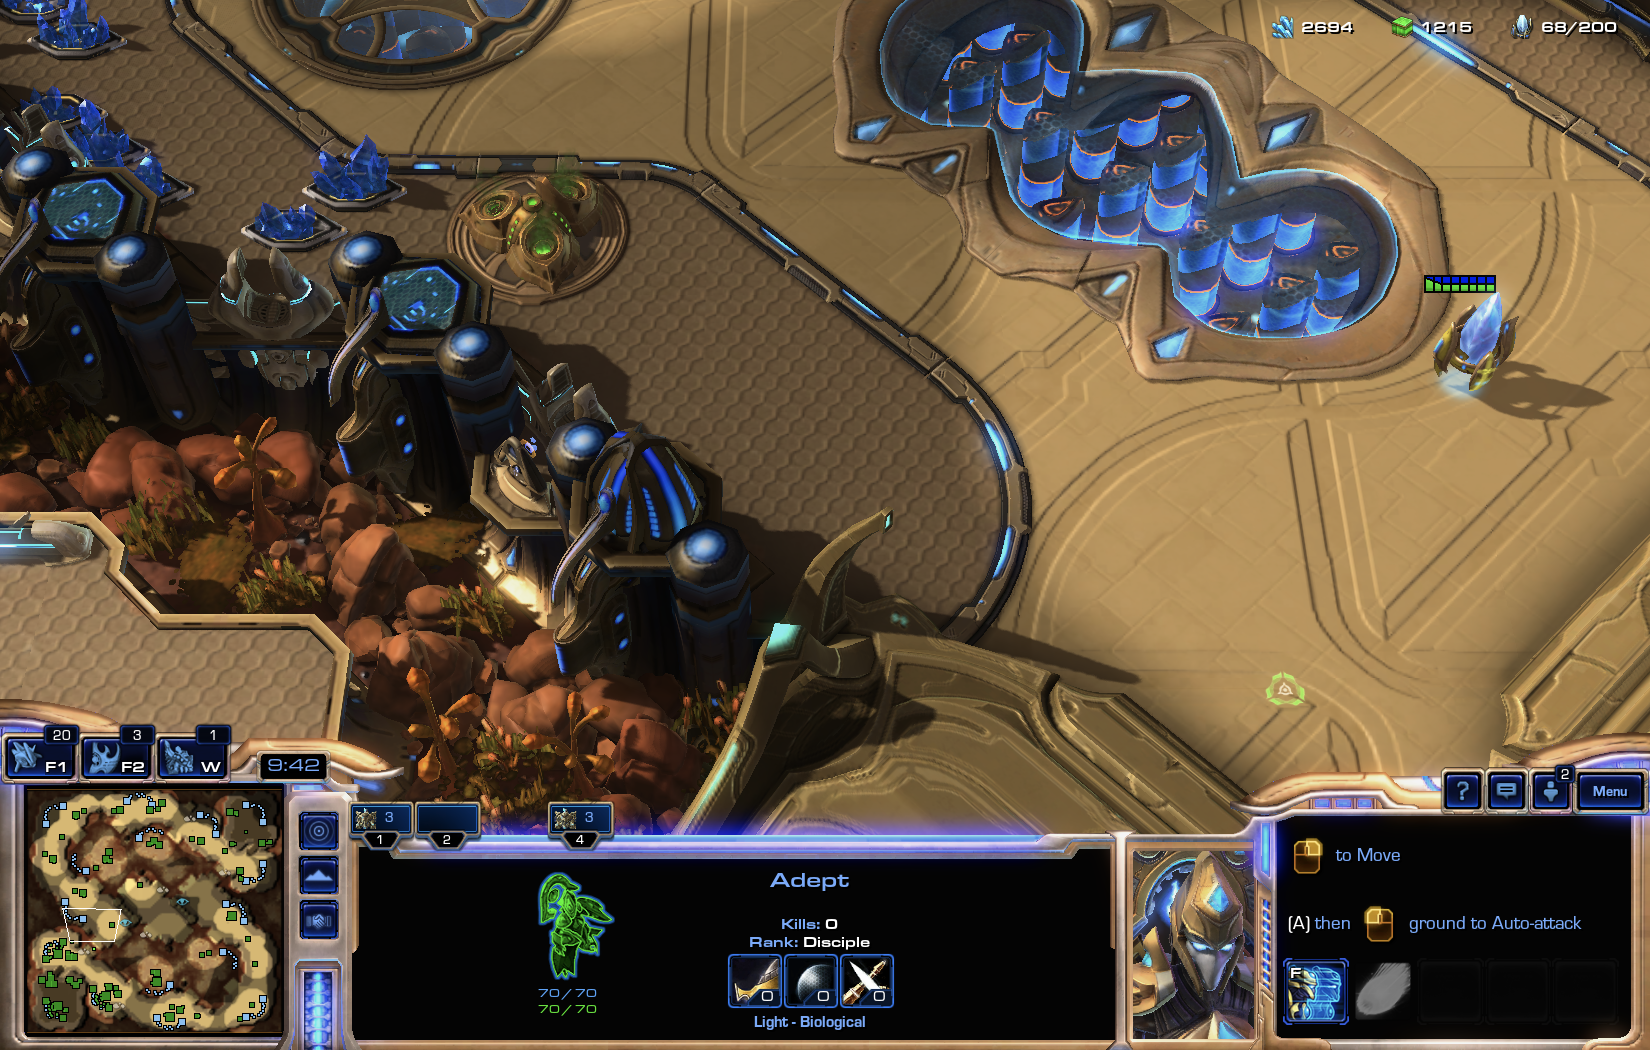 2694 1215 68/200
20 3 1
F1 F2 W
9:42
2
? Menu
3 3
1 2 4
Adept
Kills: 0
Rank: Disciple
0 0 0
70/70
70/70
Light - Biological
to Move
(A) then ground to Auto-attack
F